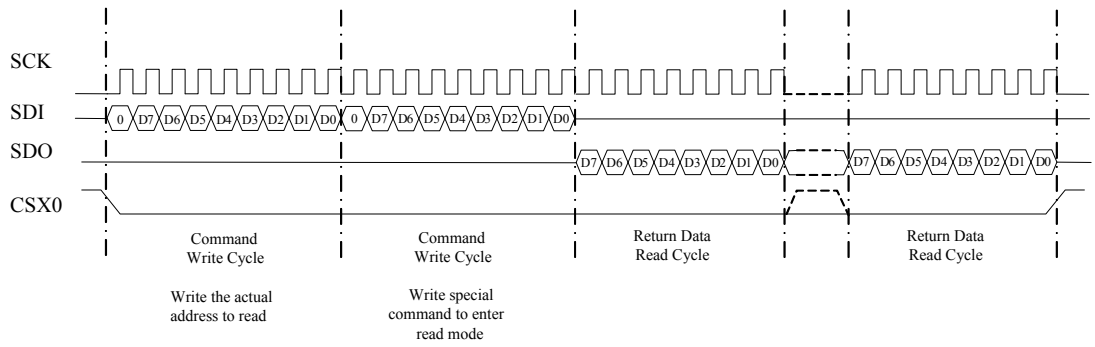 SCK
SDI 0 D7 D6 D5 D4 D3 D2 D1 D0 0 D7 D6 D5 D4 D3 D2 D1 D0
SDO D7 D6 D5 D4 D3 D2 D1 D0 D7 D6 D5 D4 D3 D2 D1 D0
CSX0
Command
Write Cycle
Write the actual
address to read
Command
Write Cycle
Write special
command to enter
read mode
Return Data
Read Cycle
Return Data
Read Cycle